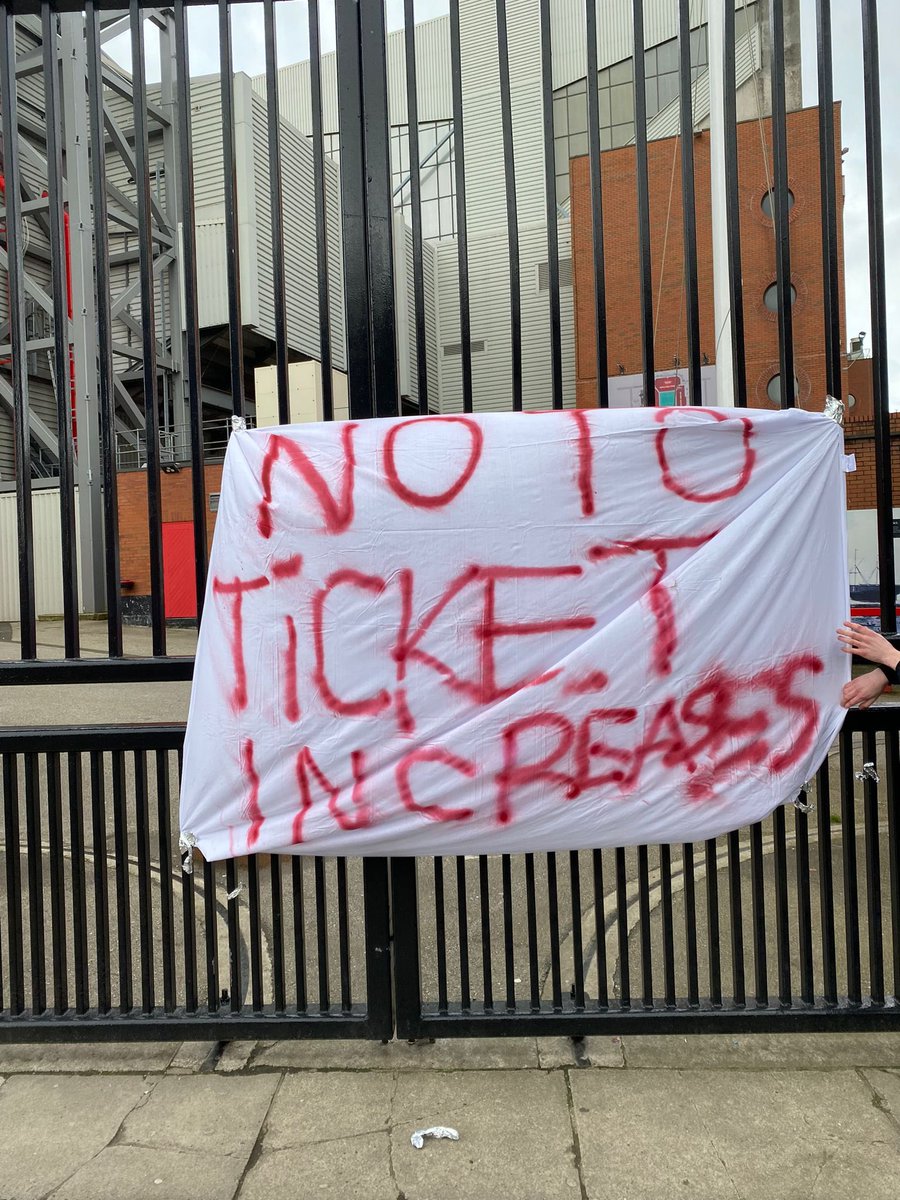 NO TO
TiCKET
INCREASES